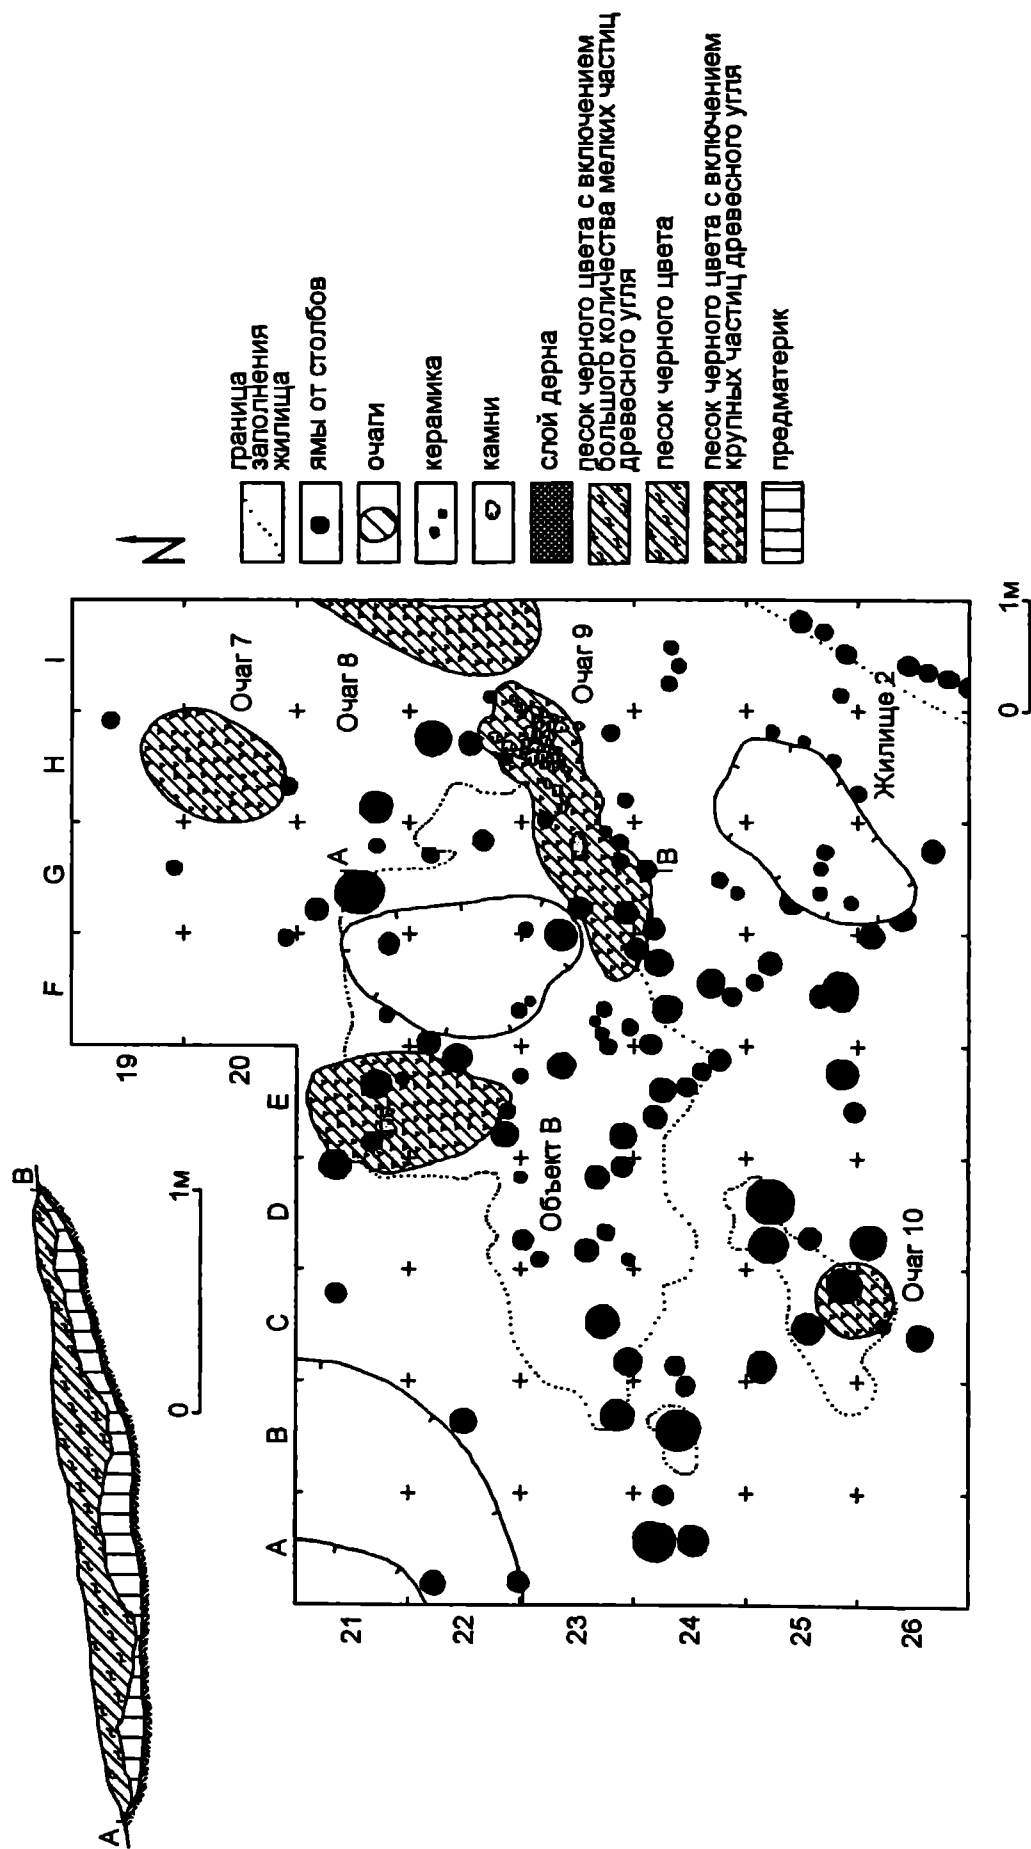 A
B
0
1м
N
19
20
21
22
23
24
25
26
A
B
C
D
E
F
G
H
I
Очаг 7
Очаг 8
Очаг 9
Очаг 10
Объект В
Жилище 2
A
B
0
1м
граница
заполнения
жилища
ямы от столбов
очаги
керамика
камни
слой дерна
песок черного цвета с включением
большого количества мелких частиц
древесного угля
песок черного цвета
песок черного цвета с включением
крупных частиц древесного угля
предматерик